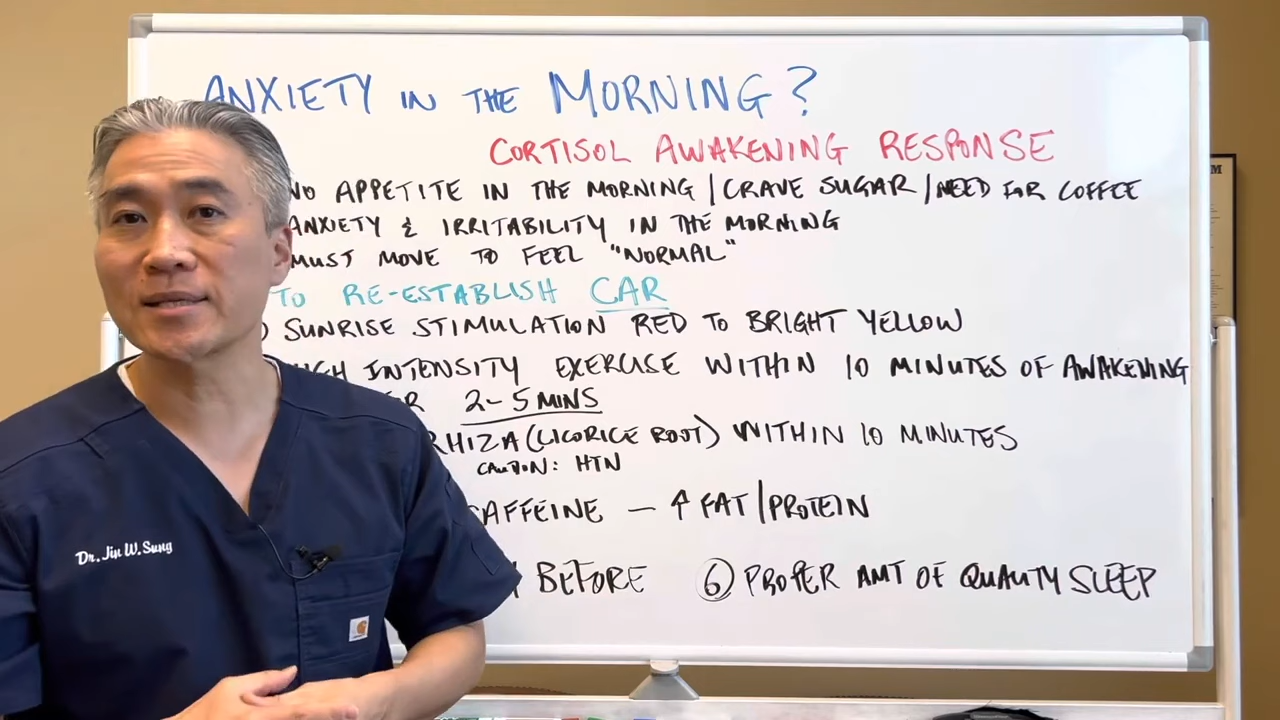 ANXIETY IN THE MORNING?
CORTISOL AWAKENING RESPONSE
NO APPETITE IN THE MORNING / CRAVE SUGAR / NEED FOR COFFEE
ANXIETY & IRRITABILITY IN THE MORNING
MUST MOVE TO FEEL "NORMAL"
TO RE-ESTABLISH CAR
SUNRISE STIMULATION RED TO BRIGHT YELLOW
INTENSITY EXERCISE WITHIN 10 MINUTES OF AWAKENING
2-5 MINS
RHIZA (LICORICE ROOT) WITHIN 10 MINUTES
CAUTION: HTN
CAFFEINE — ↑ FAT/PROTEIN
BEFORE ⑥ PROPER AMT OF QUALITY SLEEP
Dr. Jin W. Sung